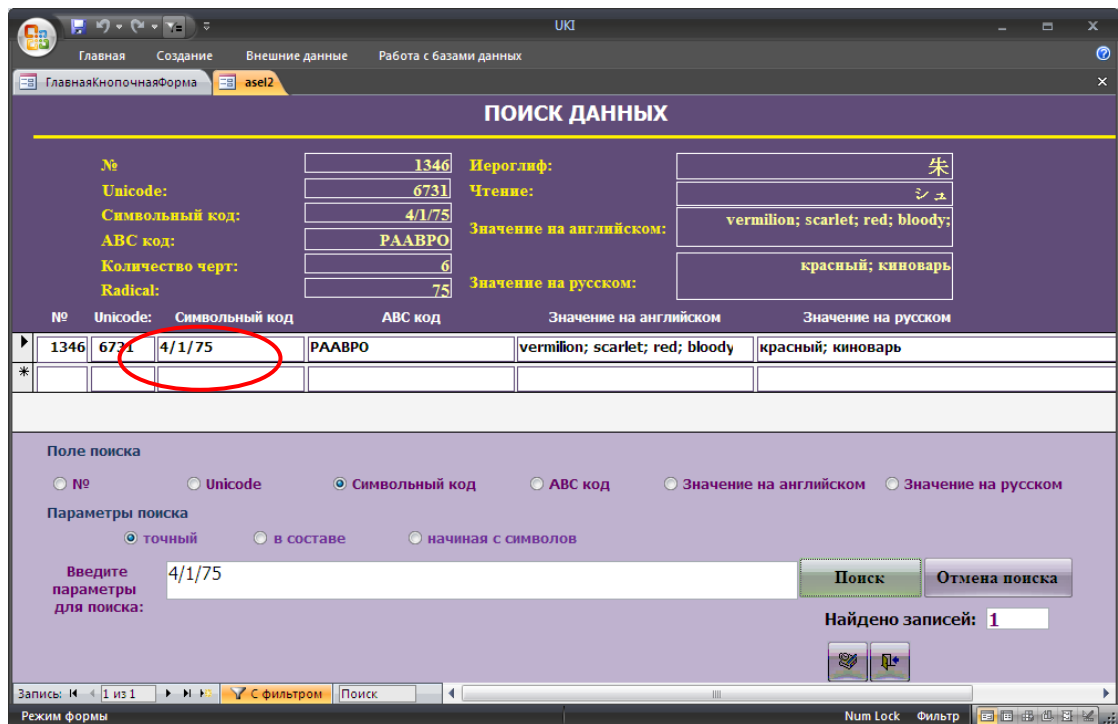 UKI
Главная Создание Внешние данные Работа с базами данных
ГлавнаяКнопочнаяФорма asel2
ПОИСК ДАННЫХ
№ 1346 Иероглиф: 朱
Unicode: 6731 Чтение: シュ
Символьный код: 4/1/75
Значение на английском: vermilion; scarlet; red; bloody;
АВС код: РААВРО
Количество черт: 6
Значение на русском: красный; киноварь
Radical: 75
№ Unicode: Символьный код АВС код Значение на английском Значение на русском
1346 6731 4/1/75 РААВРО vermilion; scarlet; red; bloody красный; киноварь
Поле поиска
№ Unicode Символьный код АВС код Значение на английском Значение на русском
Параметры поиска
точный в составе начиная с символов
Введите параметры для поиска:
4/1/75
Поиск Отмена поиска
Найдено записей: 1
Запись: 1 из 1 С фильтром Поиск
Режим формы Num Lock Фильтр